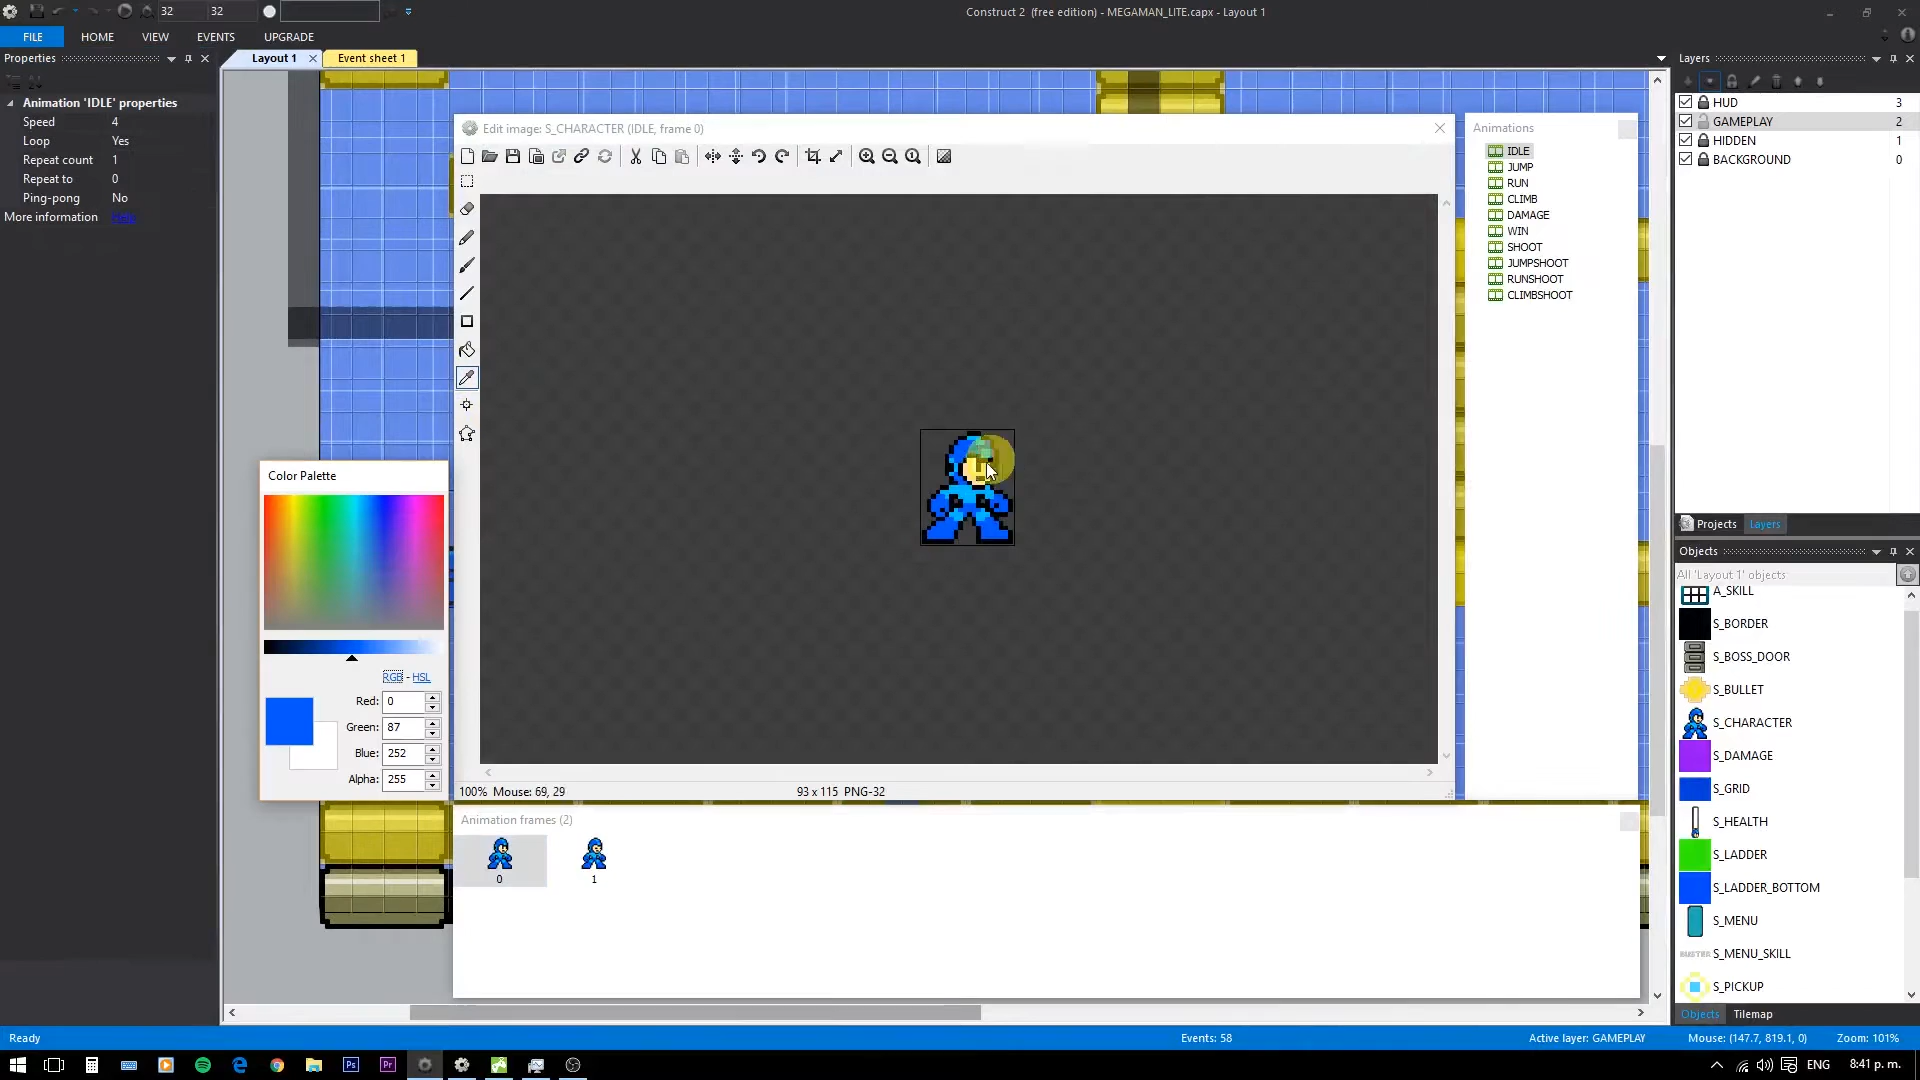 32
32
Construct 2 (free edition) - MEGAMAN_LITE.capx - Layout 1
FILE
HOME
VIEW
EVENTS
UPGRADE
Properties
Animation 'IDLE' properties
Speed 4
Loop Yes
Repeat count 1
Repeat to 0
Ping-pong No
More information Help
Layout 1
Event sheet 1
Edit image: S_CHARACTER (IDLE, frame 0)
Color Palette
RGB - HSL
Red: 0
Green: 87
Blue: 252
Alpha: 255
100% Mouse: 69, 29
93 x 115 PNG-32
Animation frames (2)
0
1
Animations
IDLE
JUMP
RUN
CLIMB
DAMAGE
WIN
SHOOT
JUMPSHOOT
RUNSHOOT
CLIMBSHOOT
Layers
HUD 3
GAMEPLAY 2
HIDDEN 1
BACKGROUND 0
Projects
Layers
Objects
All 'Layout 1' objects
A_SKILL
S_BORDER
S_BOSS_DOOR
S_BULLET
S_CHARACTER
S_DAMAGE
S_GRID
S_HEALTH
S_LADDER
S_LADDER_BOTTOM
S_MENU
S_MENU_SKILL
S_PICKUP
Objects
Tilemap
Ready
Events: 58
Active layer: GAMEPLAY
Mouse: (147.7, 819.1, 0)
Zoom: 101%
Ps
Pr
ENG
8:41 p. m.